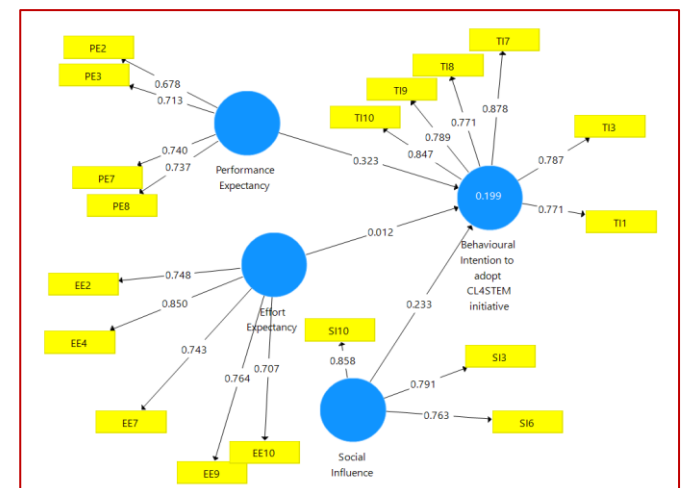 PE2
PE3
0.678
0.713
0.740
0.737
PE7
PE8
Performance
Expectancy
TI7
TI8
TI9
TI10
TI3
TI1
0.878
0.771
0.789
0.847
0.787
0.771
0.323
0.199
Behavioural
Intention to
adopt
CL4STEM
initiative
0.012
0.233
EE2
EE4
EE7
EE9
EE10
0.748
0.850
0.743
0.764
0.707
Effort
Expectancy
SI10
SI3
SI6
0.858
0.791
0.763
Social
Influence